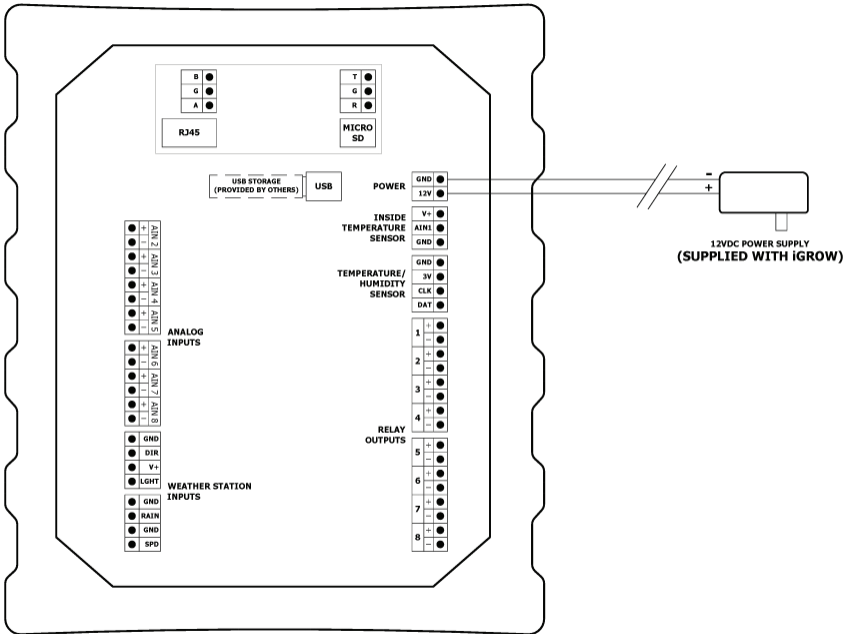 B
G
A
T
G
R
RJ45
MICRO
SD
USB STORAGE
(PROVIDED BY OTHERS)
USB
POWER
GND
12V
-
+
12VDC POWER SUPPLY
(SUPPLIED WITH iGROW)
INSIDE
TEMPERATURE
SENSOR
V+
AIN1
GND
TEMPERATURE/
HUMIDITY
SENSOR
GND
3V
CLK
DAT
+ AIN 2
-
+ AIN 3
-
+ AIN 4
-
+ AIN 5
-
ANALOG
INPUTS
+ AIN 6
-
+ AIN 7
-
+ AIN 8
-
GND
DIR
V+
LGHT
WEATHER STATION
INPUTS
GND
RAIN
GND
SPD
RELAY
OUTPUTS
1 +
-
2 +
-
3 +
-
4 +
-
5 +
-
6 +
-
7 +
-
8 +
-